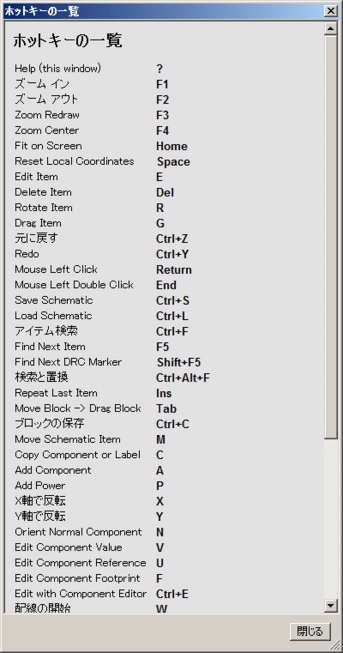 ホットキーの一覧
ホットキーの一覧
Help (this window) ?
ズーム イン F1
ズーム アウト F2
Zoom Redraw F3
Zoom Center F4
Fit on Screen Home
Reset Local Coordinates Space
Edit Item E
Delete Item Del
Rotate Item R
Drag Item G
元に戻す Ctrl+Z
Redo Ctrl+Y
Mouse Left Click Return
Mouse Left Double Click End
Save Schematic Ctrl+S
Load Schematic Ctrl+L
アイテム検索 Ctrl+F
Find Next Item F5
Find Next DRC Marker Shift+F5
検索と置換 Ctrl+Alt+F
Repeat Last Item Ins
Move Block -> Drag Block Tab
ブロックの保存 Ctrl+C
Move Schematic Item M
Copy Component or Label C
Add Component A
Add Power P
X軸で反転 X
Y軸で反転 Y
Orient Normal Component N
Edit Component Value V
Edit Component Reference U
Edit Component Footprint F
Edit with Component Editor Ctrl+E
配線の開始 W
閉じる